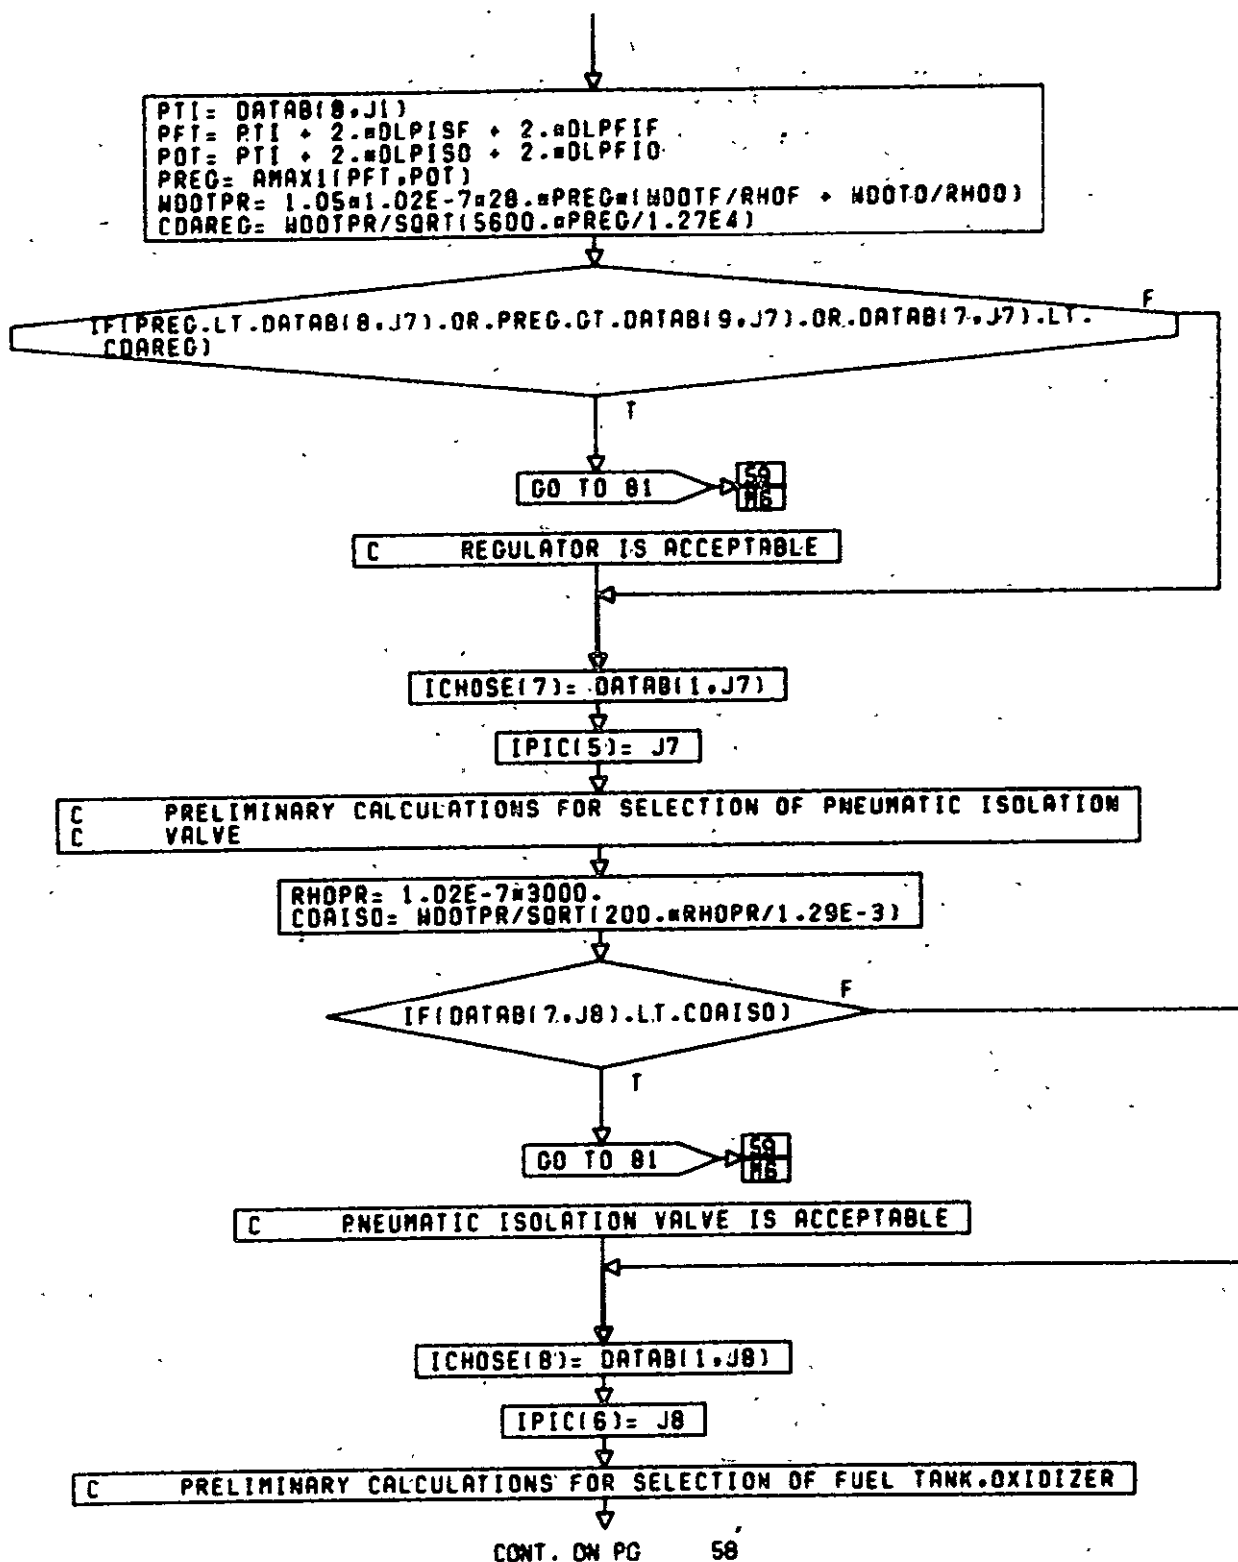 PTI= DATAB(8,J1)
PFT= PTI + 2.*DLPISF + 2.*DLPFIF
POT= PTI + 2.*DLPISO + 2.*DLPFIO
PREG= AMAX1(PFT,POT)
WDOTPR= 1.05*1.02E-7*28.*PREG*(WDOTF/RHOF + WDOTO/RHOO)
CDAREG= WDOTPR/SQRT(5600.*PREG/1.27E4)
IF(PREG.LT.DATAB(8,J7).OR.PREG.GT.DATAB(9,J7).OR.DATAB(7,J7).LT.
CDAREG)
F
T
GO TO 81
59
M6
C REGULATOR IS ACCEPTABLE
ICHOSE(7)= DATAB(1,J7)
IPIC(5)= J7
C PRELIMINARY CALCULATIONS FOR SELECTION OF PNEUMATIC ISOLATION
C VALVE
RHOPR= 1.02E-7*3000.
CDAISO= WDOTPR/SQRT(200.*RHOPR/1.29E-3)
IF(DATAB(7,J8).LT.CDAISO)
F
T
GO TO 81
59
M6
C PNEUMATIC ISOLATION VALVE IS ACCEPTABLE
ICHOSE(8)= DATAB(1,J8)
IPIC(6)= J8
C PRELIMINARY CALCULATIONS FOR SELECTION OF FUEL TANK,OXIDIZER
CONT. ON PG 58